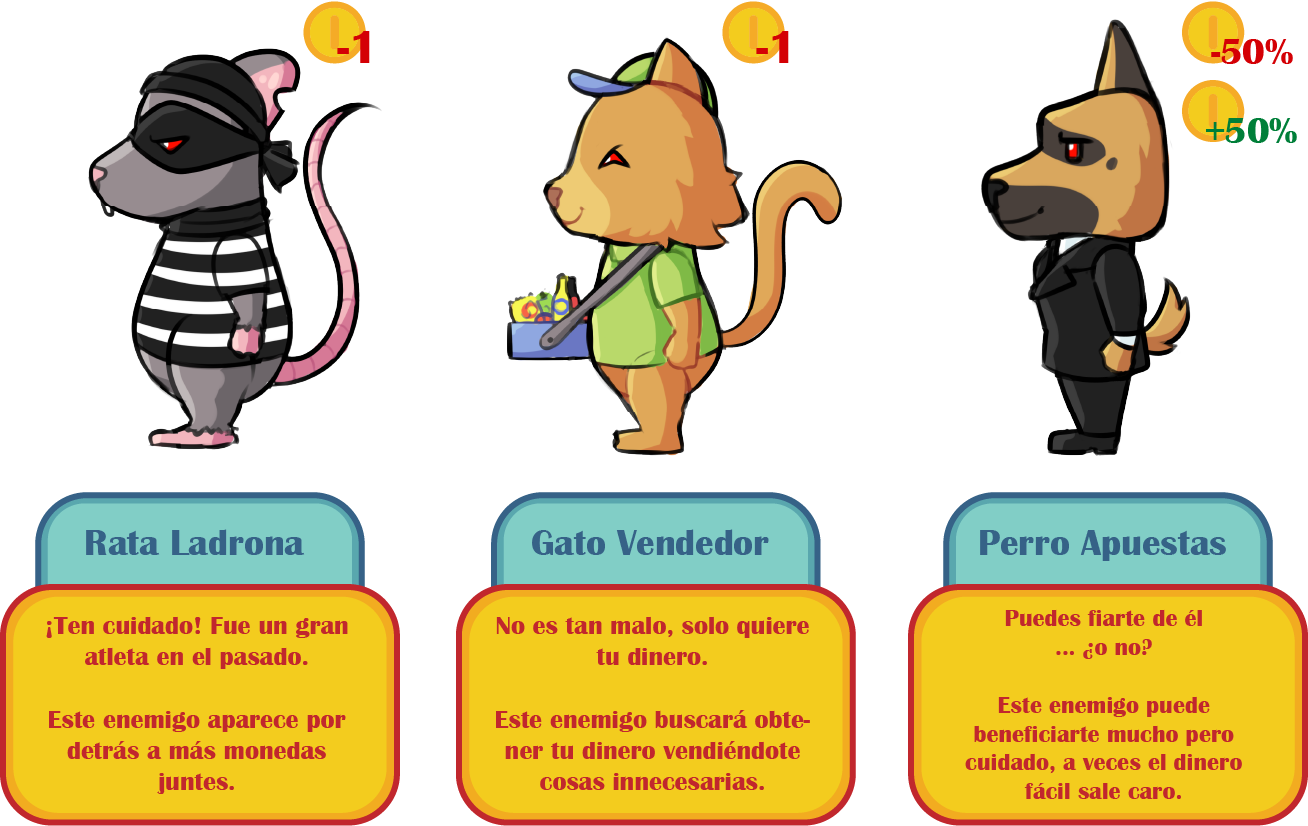 -1
-1
-50%
+50%
Rata Ladrona
¡Ten cuidado! Fue un gran
atleta en el pasado.
Este enemigo aparece por
detrás a más monedas
juntes.
Gato Vendedor
No es tan malo, solo quiere
tu dinero.
Este enemigo buscará obte-
ner tu dinero vendiéndote
cosas innecesarias.
Perro Apuestas
Puedes fiarte de él
... ¿o no?
Este enemigo puede
beneficiarte mucho pero
cuidado, a veces el dinero
fácil sale caro.